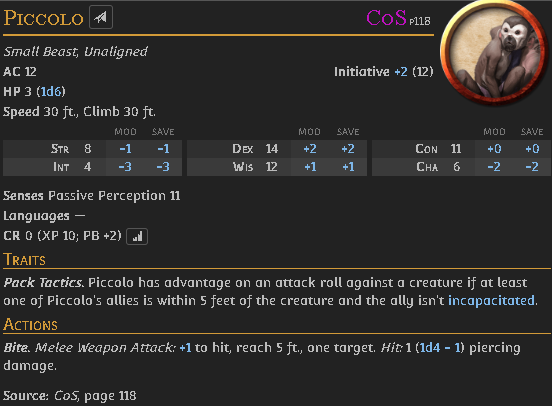 Piccolo CoS p118
Small Beast, Unaligned
AC 12 Initiative +2 (12)
HP 3 (1d6)
Speed 30 ft., Climb 30 ft.
MOD SAVE MOD SAVE MOD SAVE
Str 8 -1 -1 Dex 14 +2 +2 Con 11 +0 +0
Int 4 -3 -3 Wis 12 +1 +1 Cha 6 -2 -2
Senses Passive Perception 11
Languages —
CR 0 (XP 10; PB +2)
Traits
Pack Tactics. Piccolo has advantage on an attack roll against a creature if at least
one of Piccolo's allies is within 5 feet of the creature and the ally isn't incapacitated.
Actions
Bite. Melee Weapon Attack: +1 to hit, reach 5 ft., one target. Hit: 1 (1d4 - 1) piercing
damage.
Source: CoS, page 118